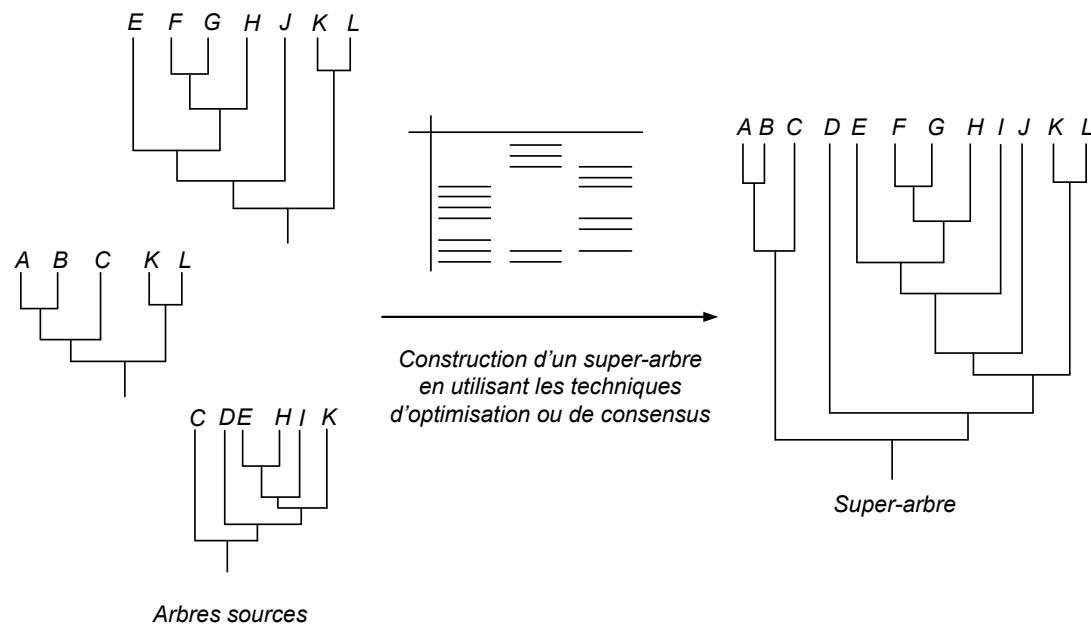 E F G H J K L
A B C K L
C D E H I K
Arbres sources
Construction d'un super-arbre
en utilisant les techniques
d'optimisation ou de consensus
A B C D E F G H I J K L
Super-arbre